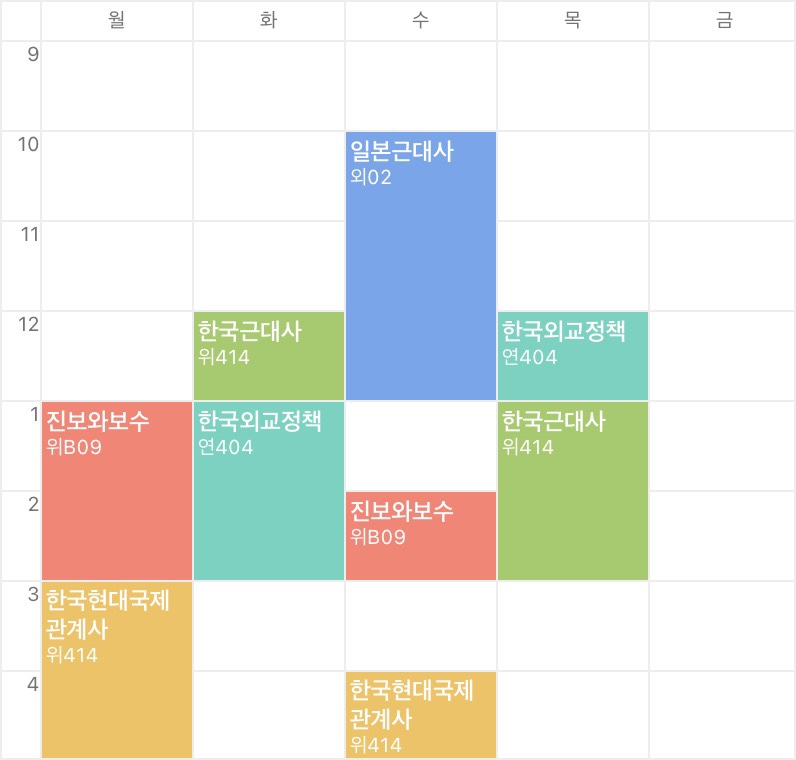 월 화 수 목 금
9
10
일본근대사
외02
11
12
한국근대사
위414
한국외교정책
연404
1
진보와보수
위B09
한국외교정책
연404
한국근대사
위414
2
진보와보수
위B09
3
한국현대국제
관계사
위414
4
한국현대국제
관계사
위414